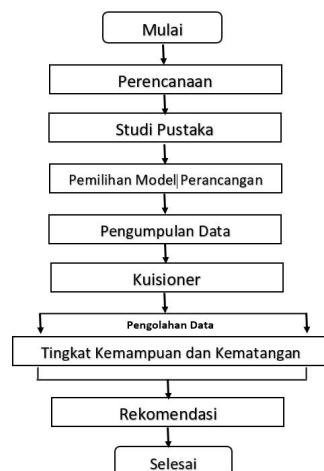 Mulai
Perencanaan
Studi Pustaka
Pemilihan Model Perancangan
Pengumpulan Data
Kuisioner
Pengolahan Data
Tingkat Kemampuan dan Kematangan
Rekomendasi
Selesai